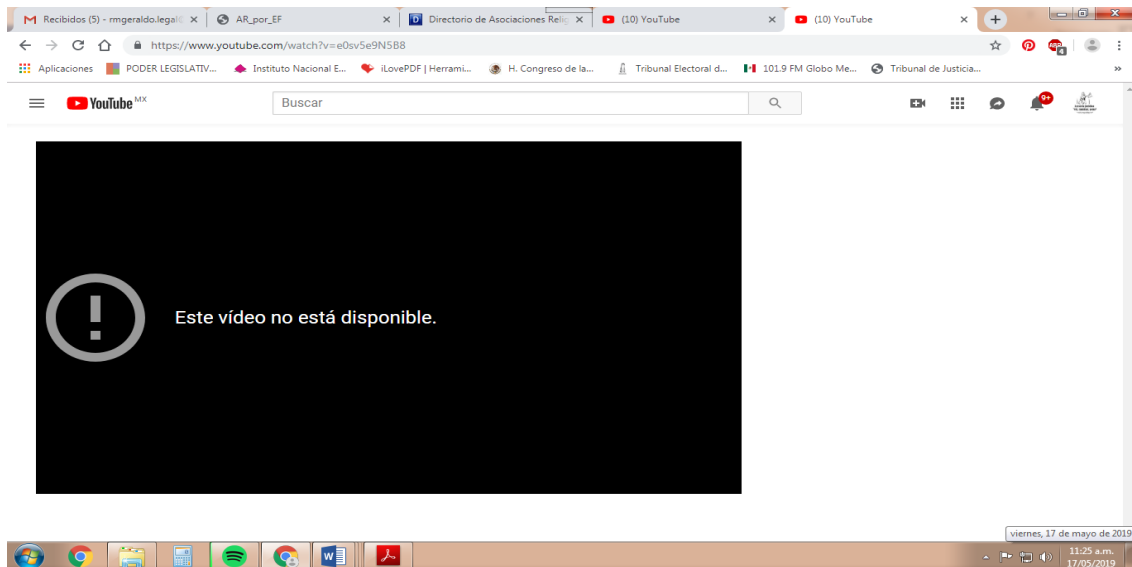 Recibidos (5) - rmgeraldo.legal
AR_por_EF
Directorio de Asociaciones Relig
(10) YouTube
(10) YouTube
https://www.youtube.com/watch?v=e0sv5e9N5B8
Aplicaciones
PODER LEGISLATIV...
Instituto Nacional E...
iLovePDF | Herrami...
H. Congreso de la...
Tribunal Electoral d...
101.9 FM Globo Me...
Tribunal de Justicia...
YouTube MX
Buscar
9+
Este vídeo no está disponible.
viernes, 17 de mayo de 2019
11:25 a.m.
17/05/2019